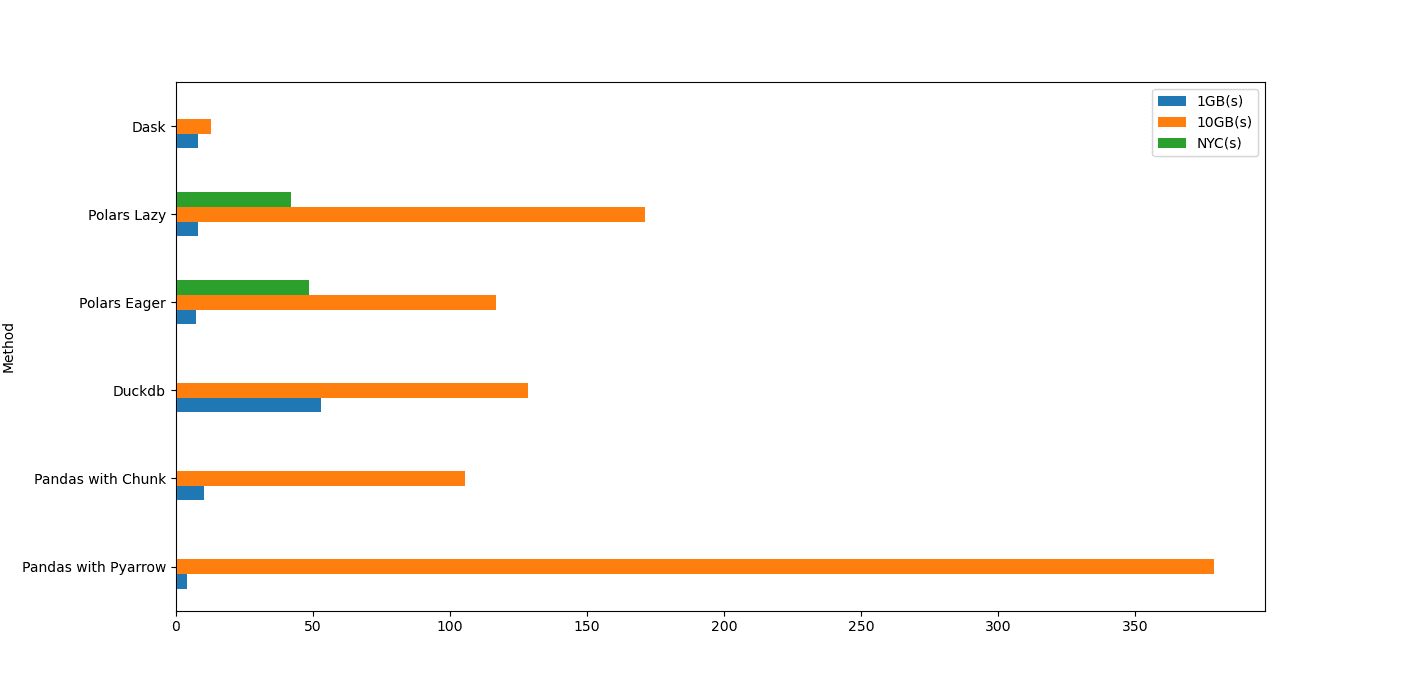 1GB(s)
10GB(s)
NYC(s)
Method
Dask
Polars Lazy
Polars Eager
Duckdb
Pandas with Chunk
Pandas with Pyarrow
0 50 100 150 200 250 300 350